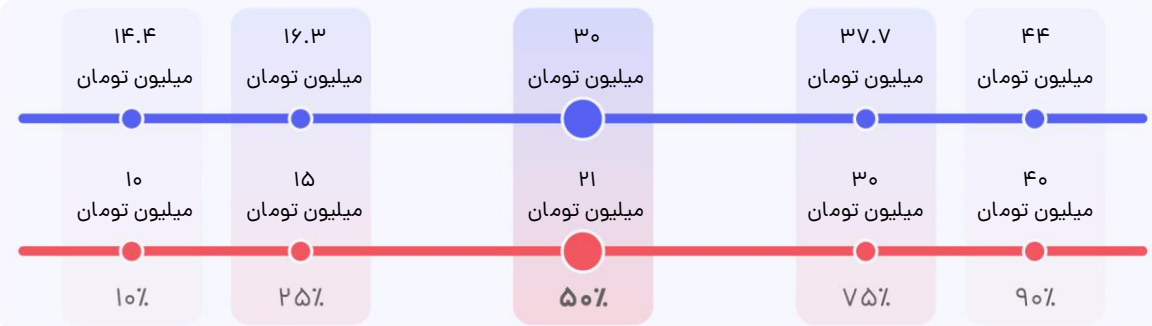 ۱۴.۴ ۱۶.۳ ۳۰ ۳۷.۷ ۴۴
میلیون تومان میلیون تومان میلیون تومان میلیون تومان میلیون تومان
۱۰ ۱۵ ۲۱ ۳۰ ۴۰
میلیون تومان میلیون تومان میلیون تومان میلیون تومان میلیون تومان
۱۰٪ ۲۵٪ ۵۰٪ ۷۵٪ ۹۰٪